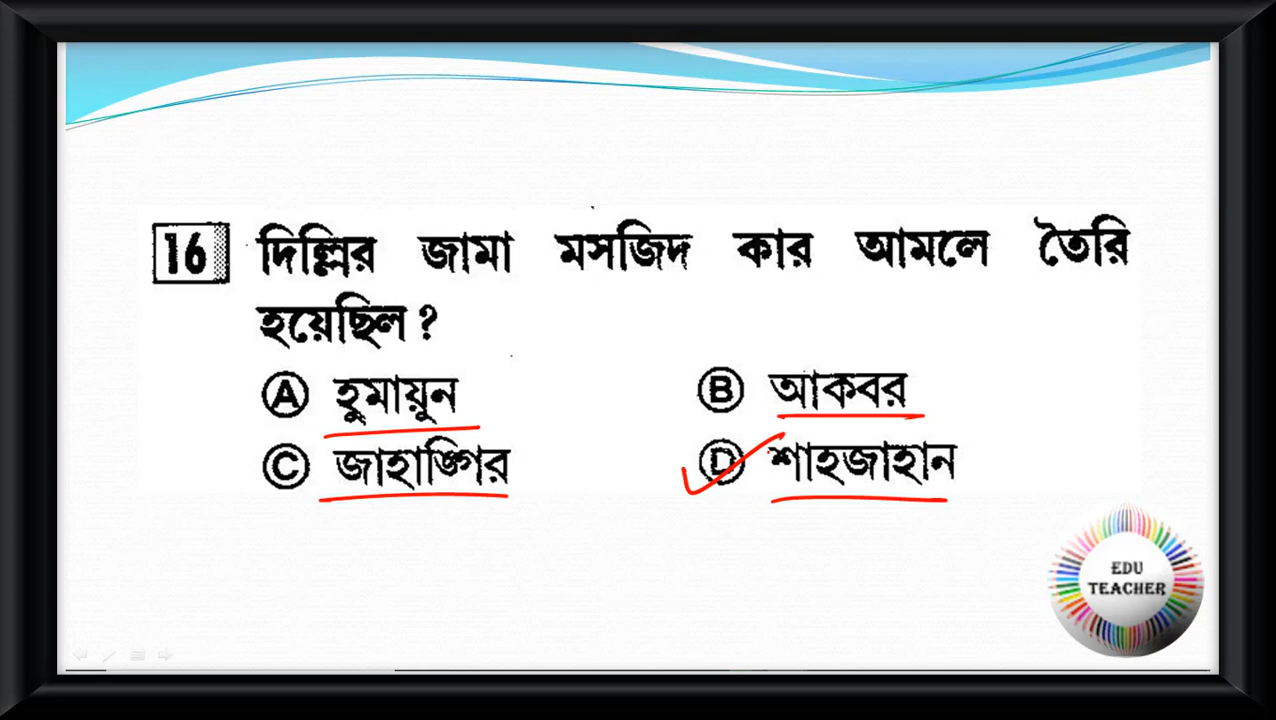 16 দিল্লির জামা মসজিদ কার আমলে তৈরি
হয়েছিল?
A হুমায়ুন B আকবর
C জাহাঙ্গির D শাহজাহান
EDU
TEACHER